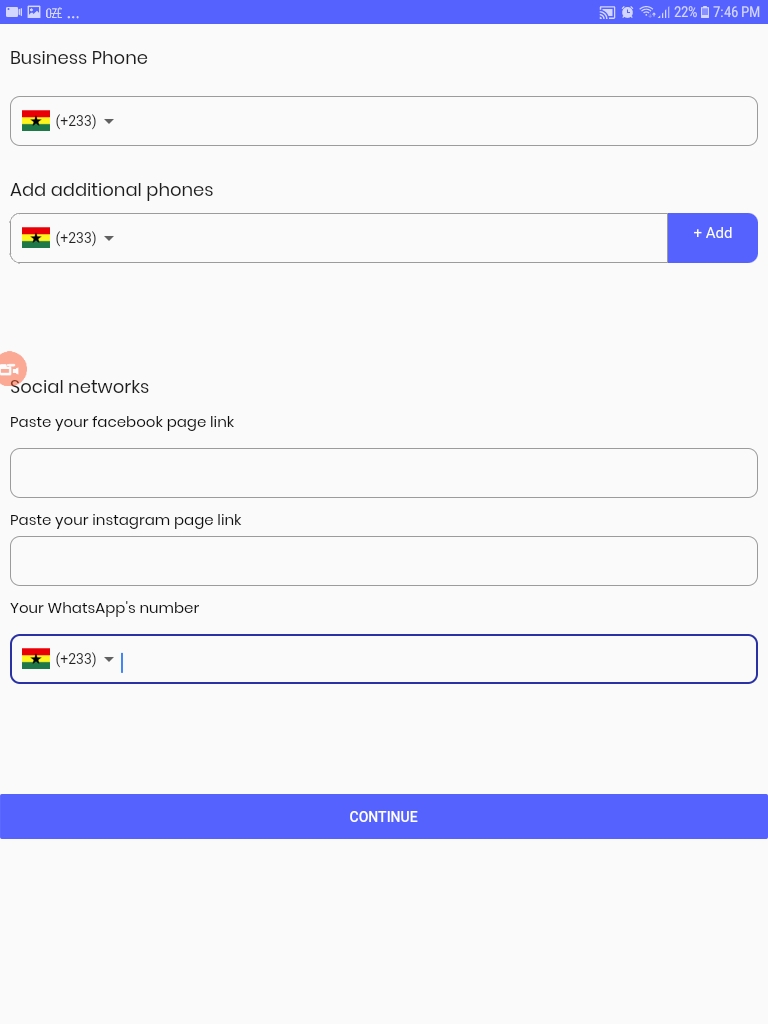 22% 7:46 PM
Business Phone
(+233)
Add additional phones
(+233)
+ Add
Social networks
Paste your facebook page link
Paste your instagram page link
Your WhatsApp's number
(+233)
CONTINUE